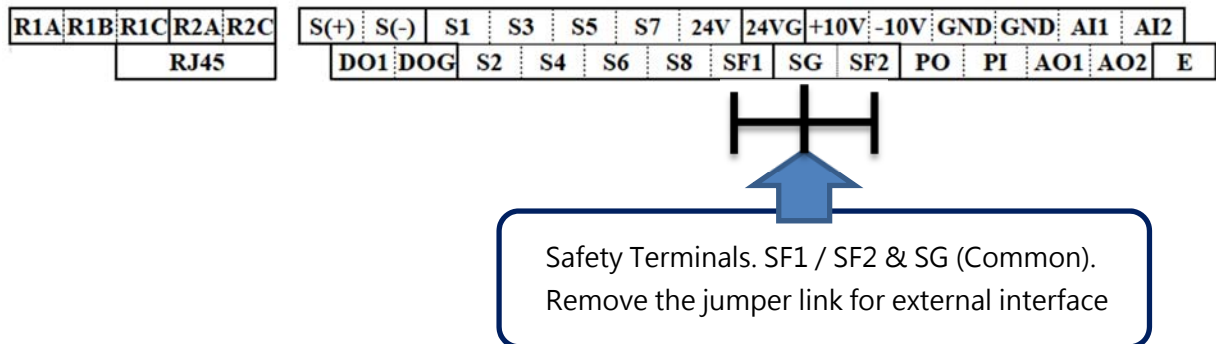 R1A R1B R1C R2A R2C S(+) S(-) S1 S3 S5 S7 24V 24VG +10V -10V GND GND AI1 AI2
RJ45 DO1 DOG S2 S4 S6 S8 SF1 SG SF2 PO PI AO1 AO2 E
Safety Terminals. SF1 / SF2 & SG (Common).
Remove the jumper link for external interface